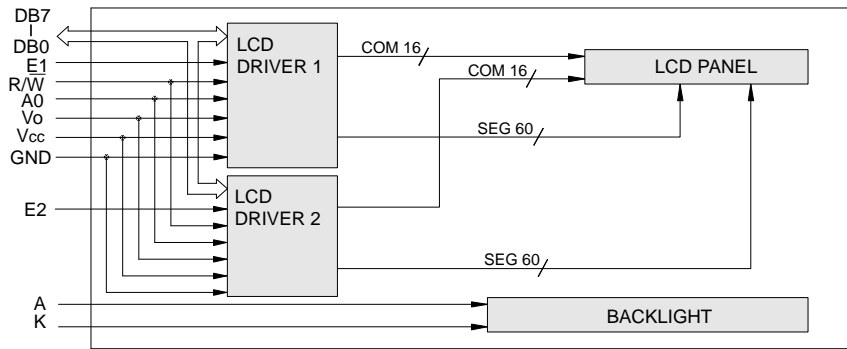 DB7
DB0
E1
R/W̅
A0
Vo
Vcc
GND
E2
A
K
LCD
DRIVER 1
LCD
DRIVER 2
COM 16
COM 16
SEG 60
SEG 60
LCD PANEL
BACKLIGHT